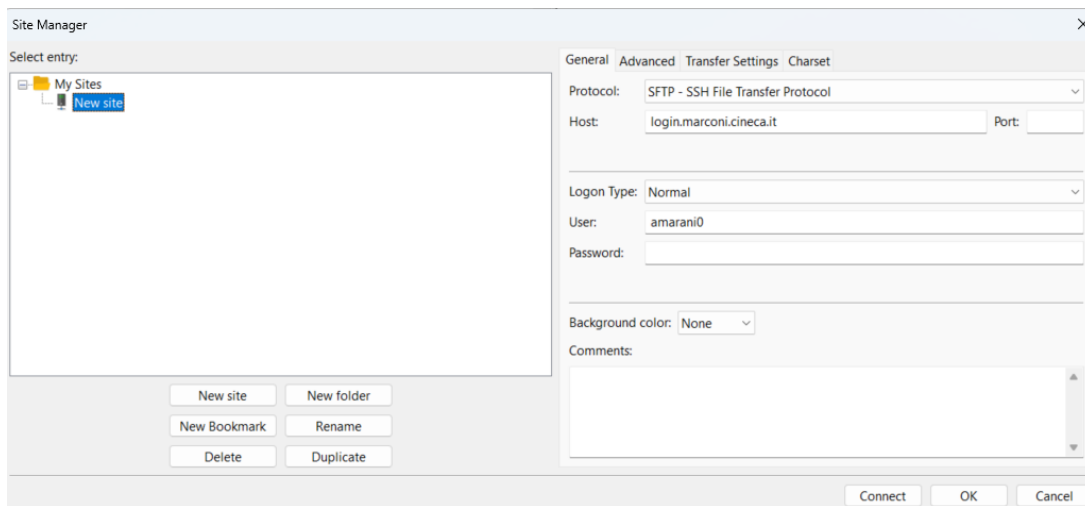 Site Manager
Select entry:
My Sites
New site
New site New folder
New Bookmark Rename
Delete Duplicate
General Advanced Transfer Settings Charset
Protocol: SFTP - SSH File Transfer Protocol
Host: login.marconi.cineca.it Port:
Logon Type: Normal
User: amarani0
Password:
Background color: None
Comments:
Connect OK Cancel